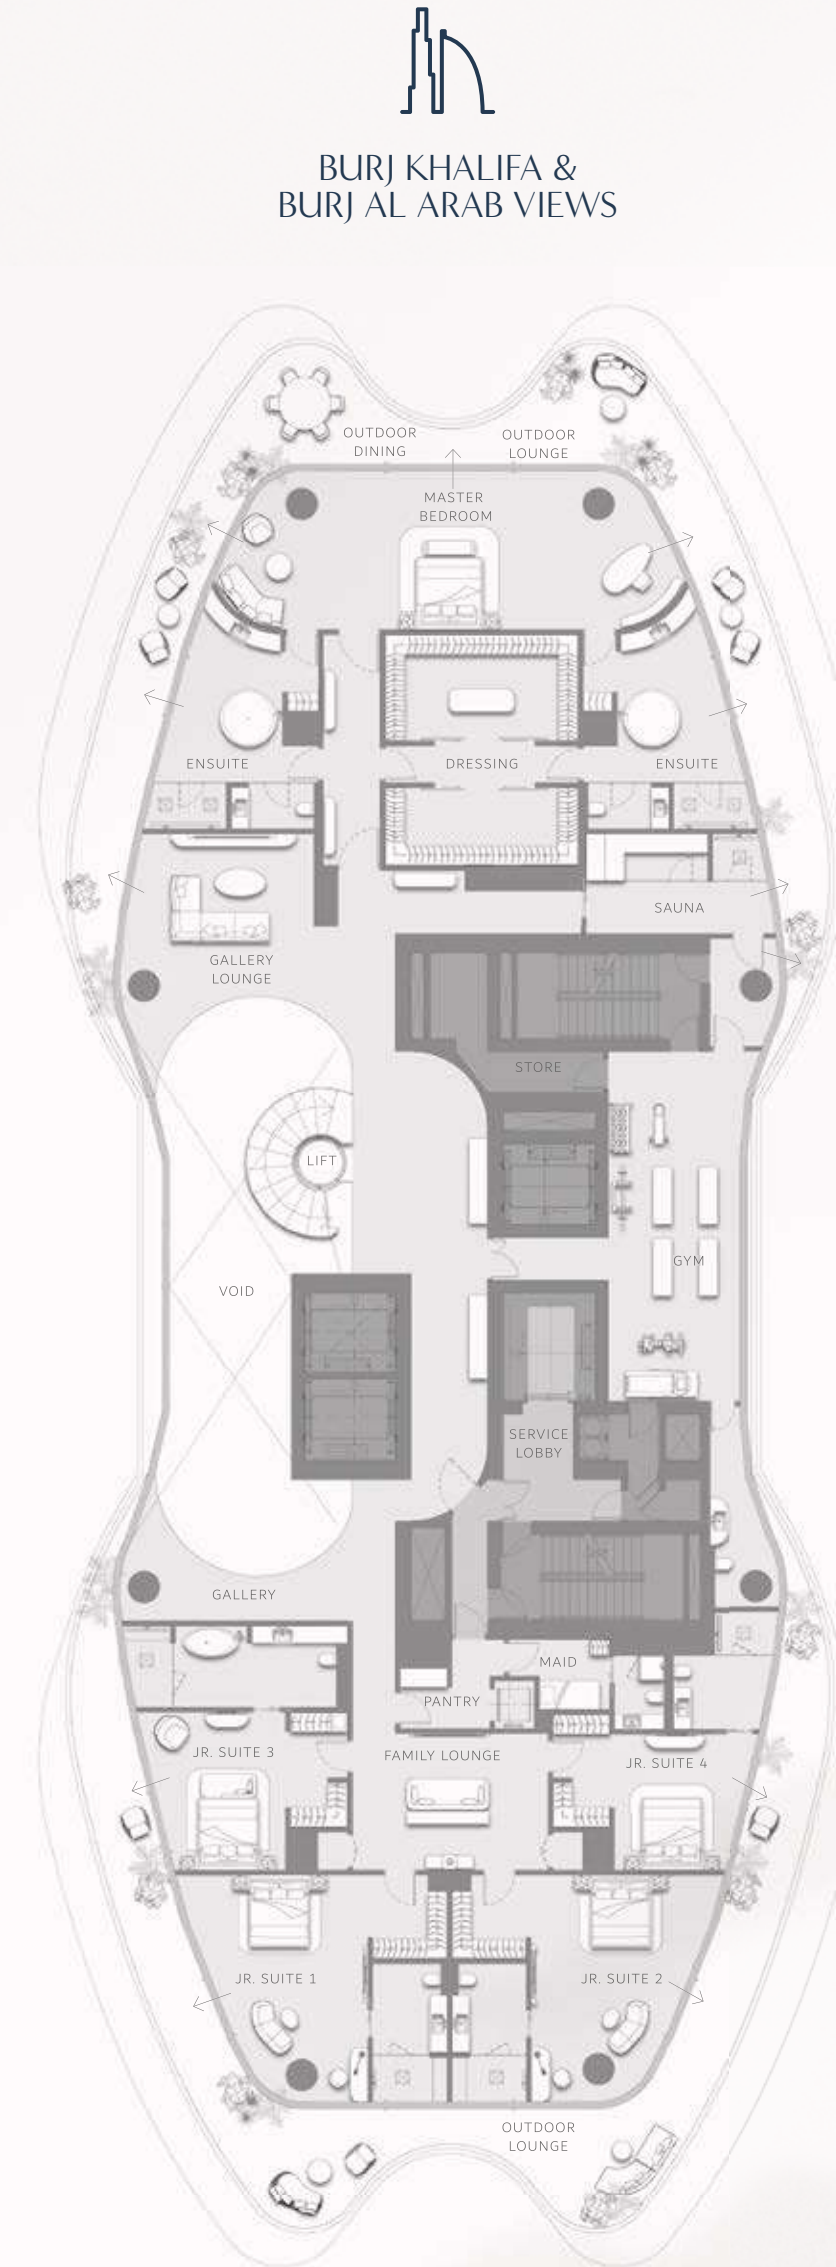 BURJ KHALIFA &
BURJ AL ARAB VIEWS
OUTDOOR
DINING
OUTDOOR
LOUNGE
MASTER
BEDROOM
ENSUITE
DRESSING
ENSUITE
SAUNA
GALLERY
LOUNGE
STORE
LIFT
GYM
VOID
SERVICE
LOBBY
GALLERY
MAID
PANTRY
JR. SUITE 3
FAMILY LOUNGE
JR. SUITE 4
JR. SUITE 1
JR. SUITE 2
OUTDOOR
LOUNGE